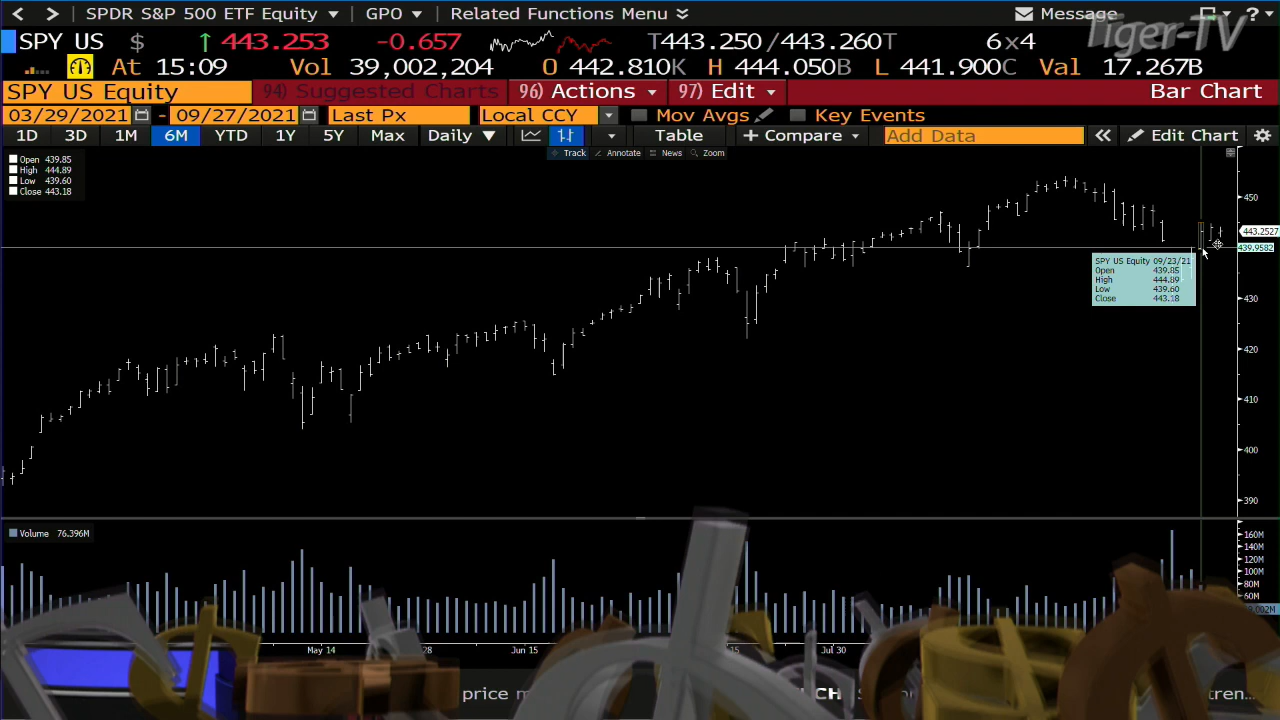 SPDR S&P 500 ETF Equity GPO Related Functions Menu Message ?
Tiger-TV
SPY US $ ↑ 443.253 -0.657 T443.250/443.260T 6x4
At 15:09 Vol 39,002,204 O 442.810K H 444.050B L 441.900C Val 17.267B
SPY US Equity 94) Suggested Charts 96) Actions 97) Edit Bar Chart
03/29/2021 - 09/27/2021 Last Px Local CCY Mov Avgs Key Events
1D 3D 1M 6M YTD 1Y 5Y Max Daily Table + Compare Add Data Edit Chart
Track Annotate News Zoom
Open 439.85
High 444.89
Low 439.60
Close 443.18
450
443.2527
439.9582
SPY US Equity 09/23/21
Open 439.85
High 444.89
Low 439.60
Close 443.18
430
420
410
400
390
Volume 76.396M
160M
140M
120M
100M
80M
60M
May 14 28 Jun 15 15 Jul 30
price